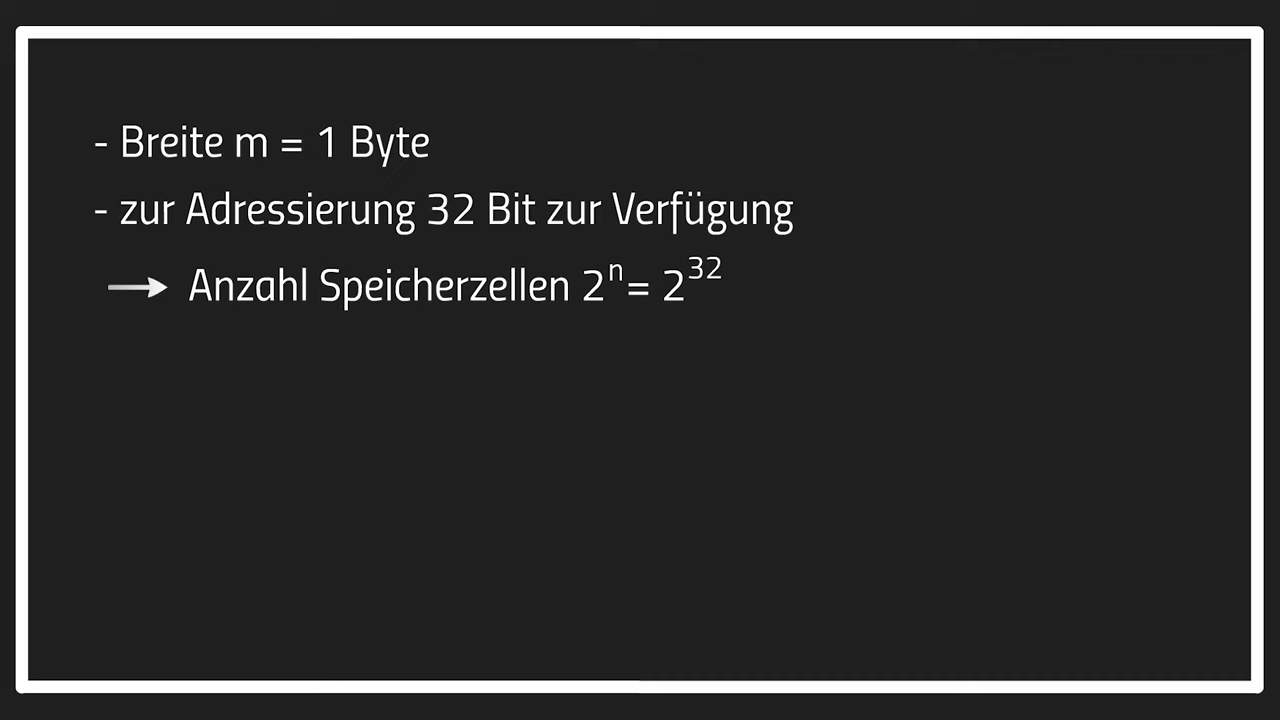 - Breite m = 1 Byte
- zur Adressierung 32 Bit zur Verfügung
→ Anzahl Speicherzellen 2ⁿ= 2³²